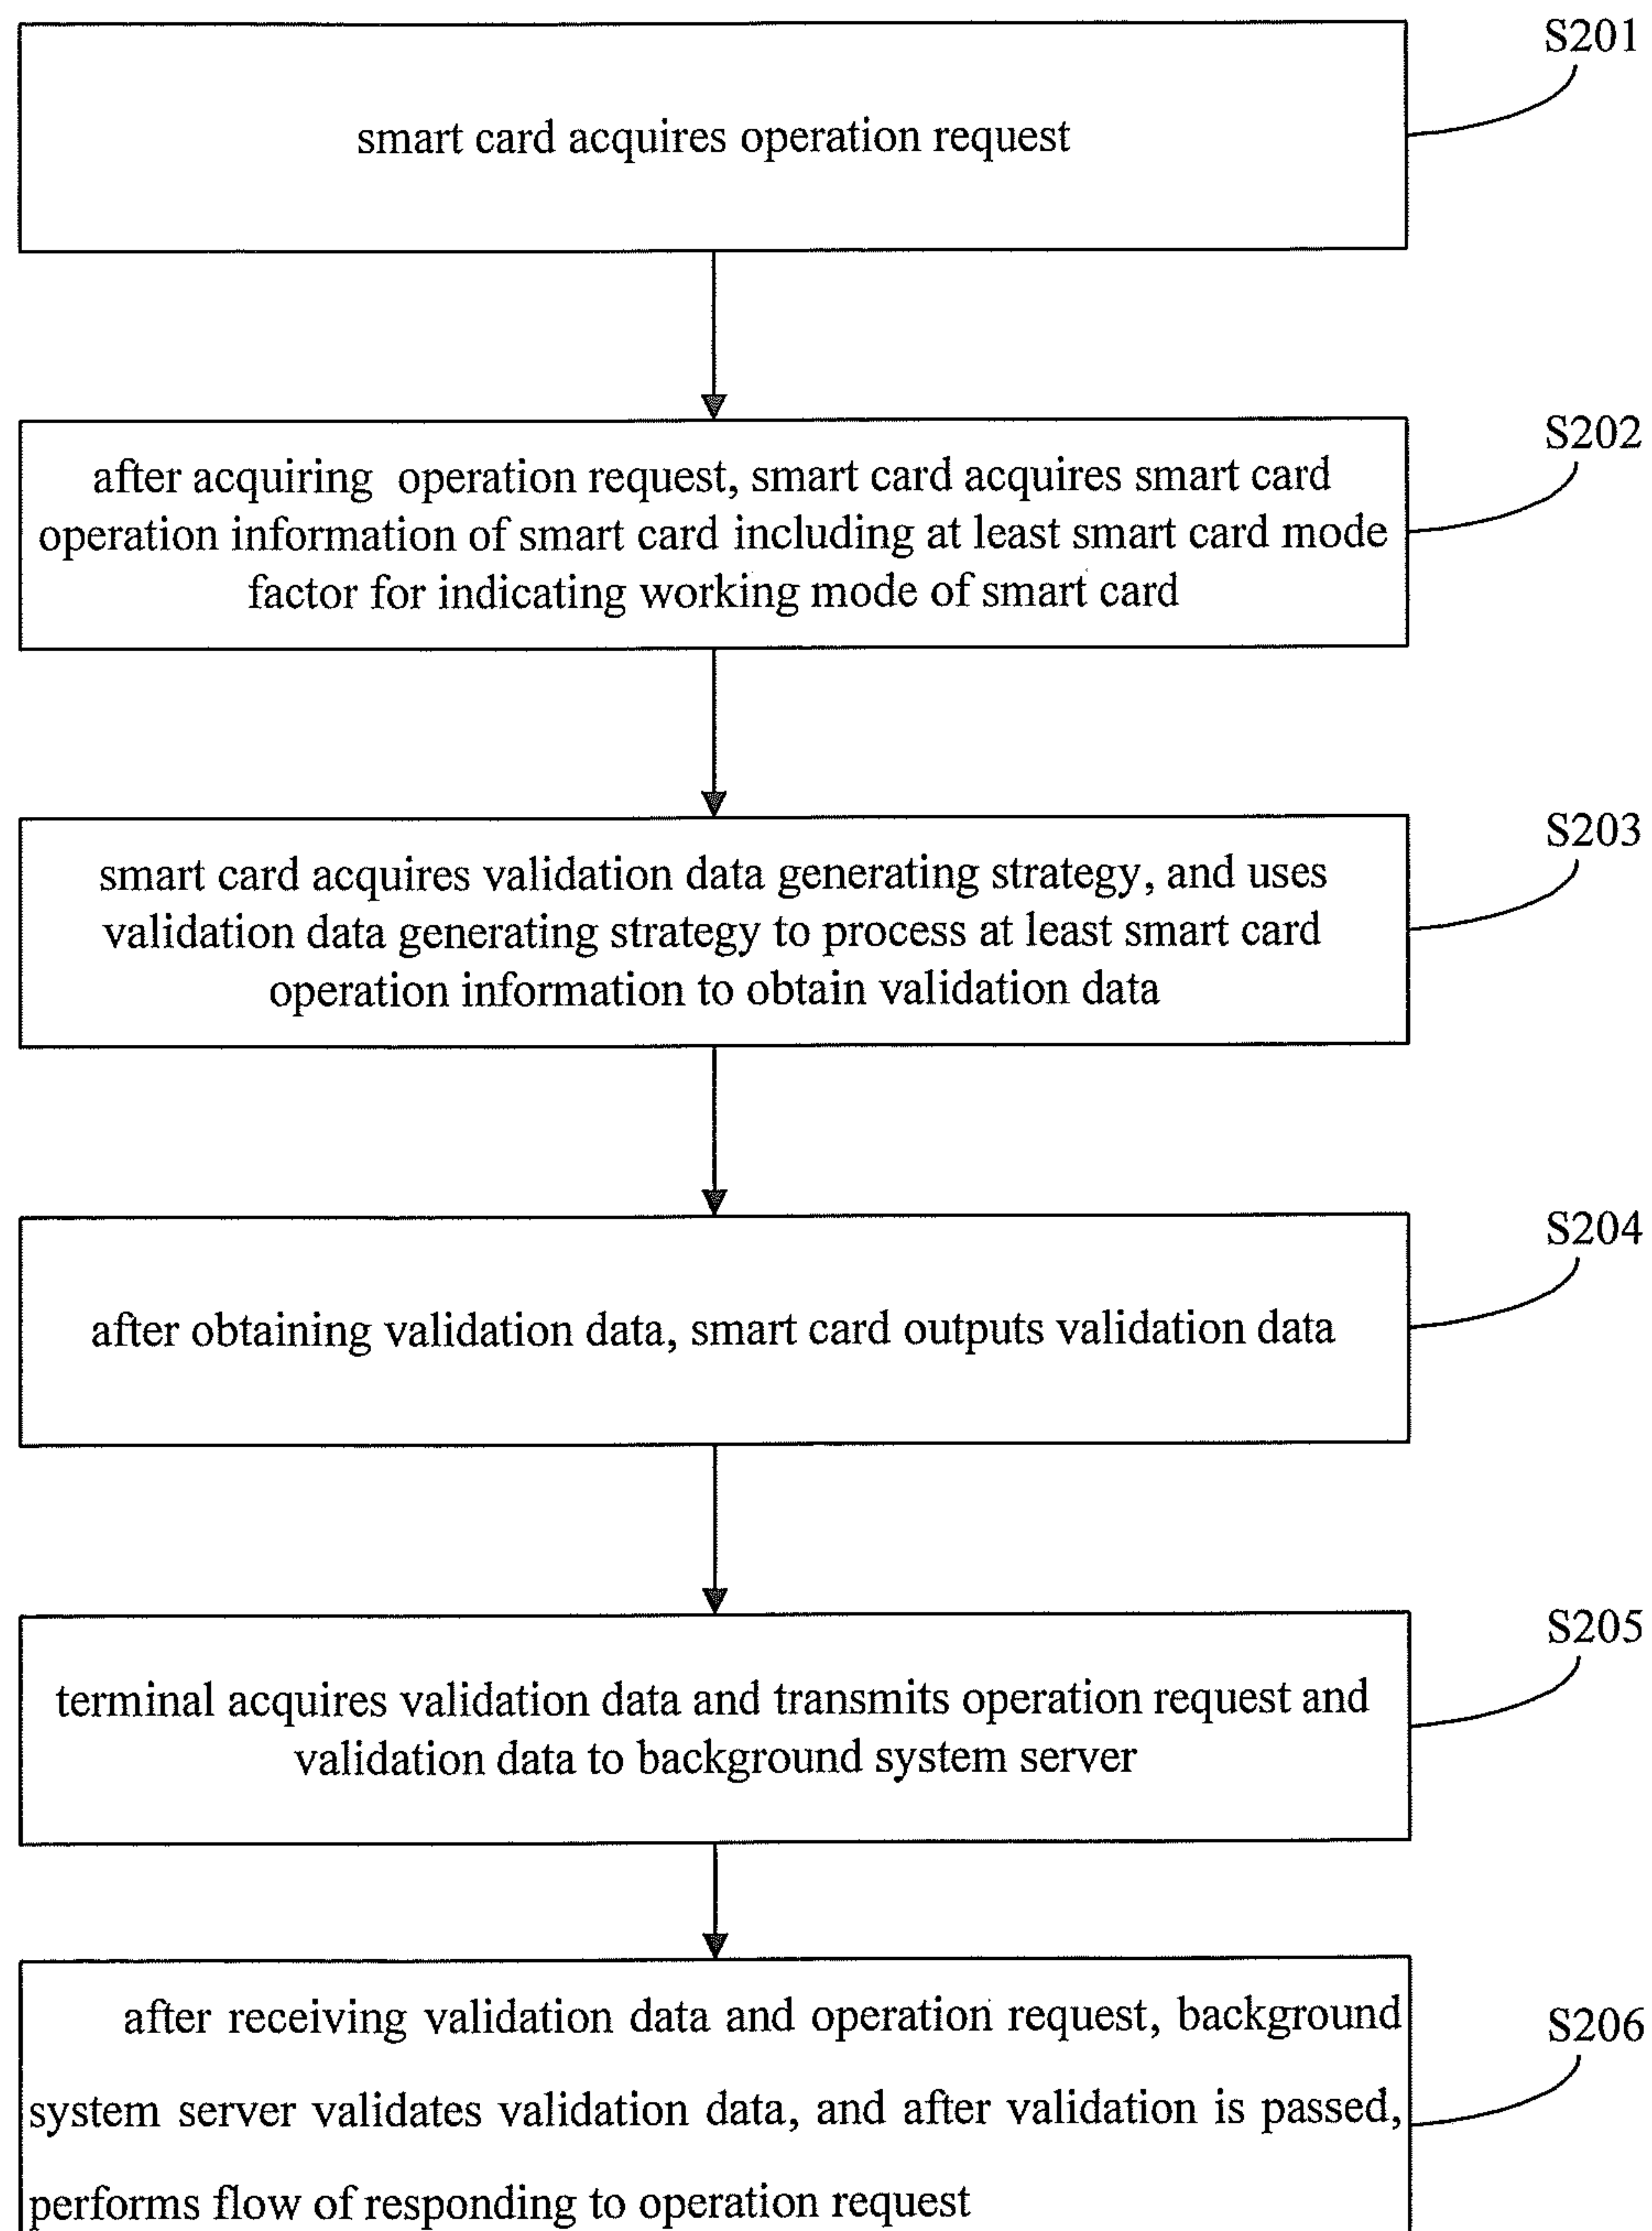 S201
smart card acquires operation request
S202
after acquiring operation request, smart card acquires smart card
operation information of smart card including at least smart card mode
factor for indicating working mode of smart card
S203
smart card acquires validation data generating strategy, and uses
validation data generating strategy to process at least smart card
operation information to obtain validation data
S204
after obtaining validation data, smart card outputs validation data
S205
terminal acquires validation data and transmits operation request and
validation data to background system server
S206
after receiving validation data and operation request, background
system server validates validation data, and after validation is passed,
performs flow of responding to operation request